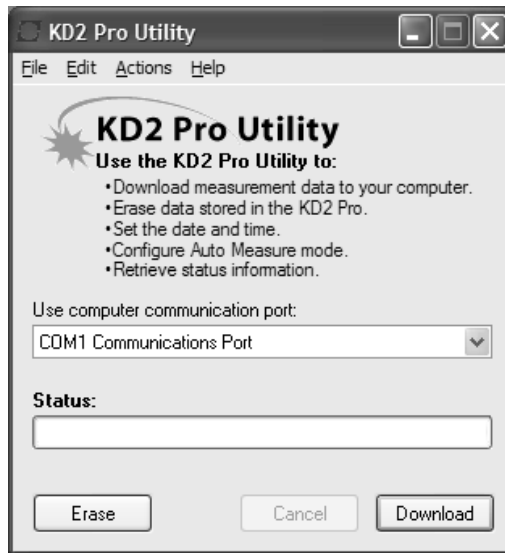 KD2 Pro Utility
File Edit Actions Help
KD2 Pro Utility
Use the KD2 Pro Utility to:
•Download measurement data to your computer.
•Erase data stored in the KD2 Pro.
•Set the date and time.
•Configure Auto Measure mode.
•Retrieve status information.
Use computer communication port:
COM1 Communications Port
Status:
Erase Cancel Download